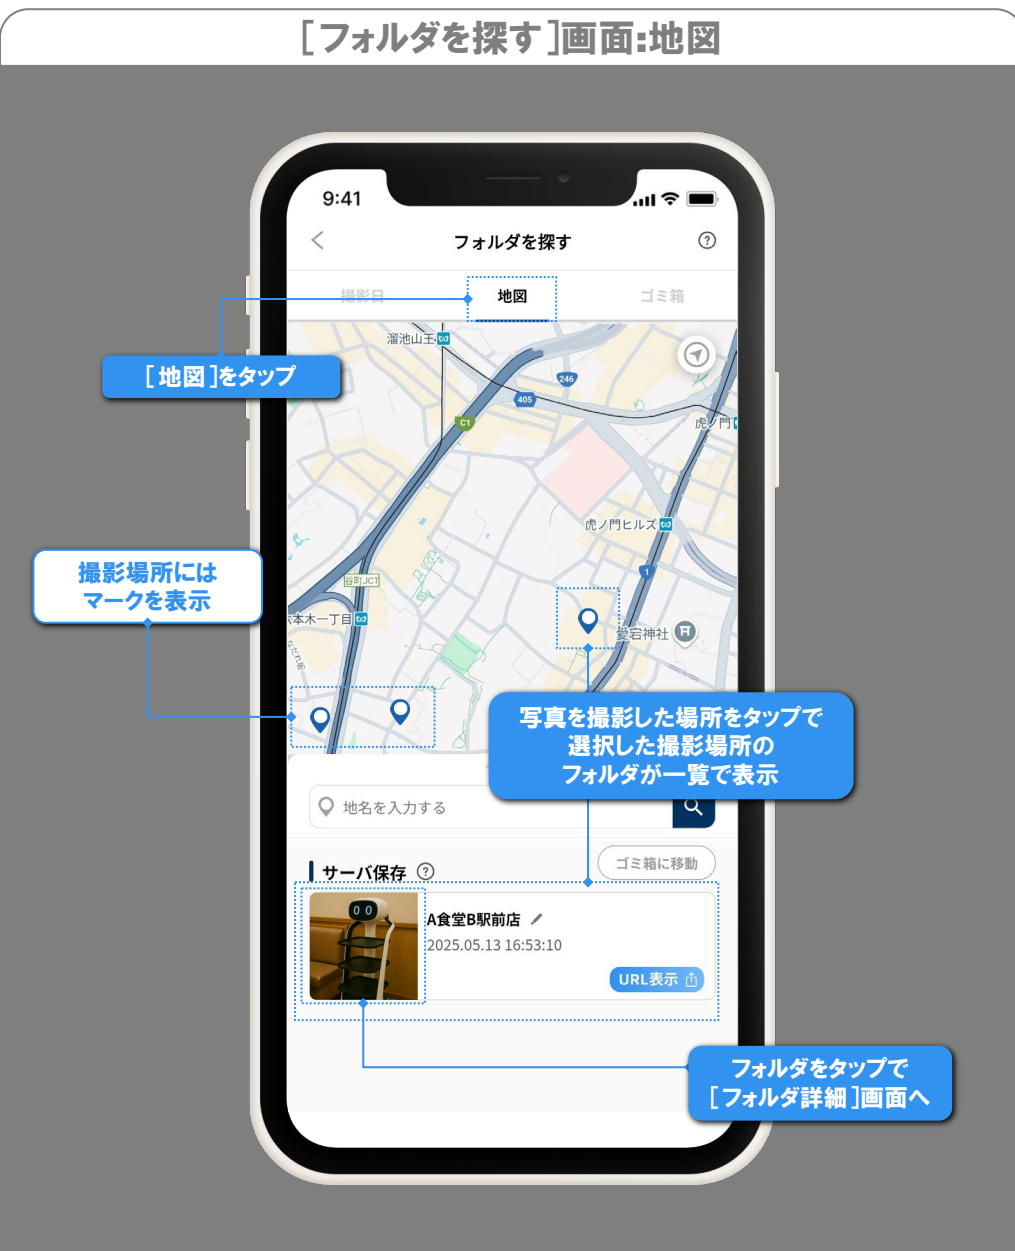 [フォルダを探す]画面:地図
9:41
フォルダを探す
撮影日
地図
ゴミ箱
溜池山王
246
405
C1
虎ノ門
[地図]をタップ
虎ノ門ヒルズ
1
撮影場所には
マークを表示
谷町JCT
本木一丁目
愛宕神社
なだれ坂
写真を撮影した場所をタップで
選択した撮影場所の
フォルダが一覧で表示
地名を入力する
サーバ保存
ゴミ箱に移動
0 0
A食堂B駅前店
2025.05.13 16:53:10
URL表示
フォルダをタップで
[フォルダ詳細]画面へ